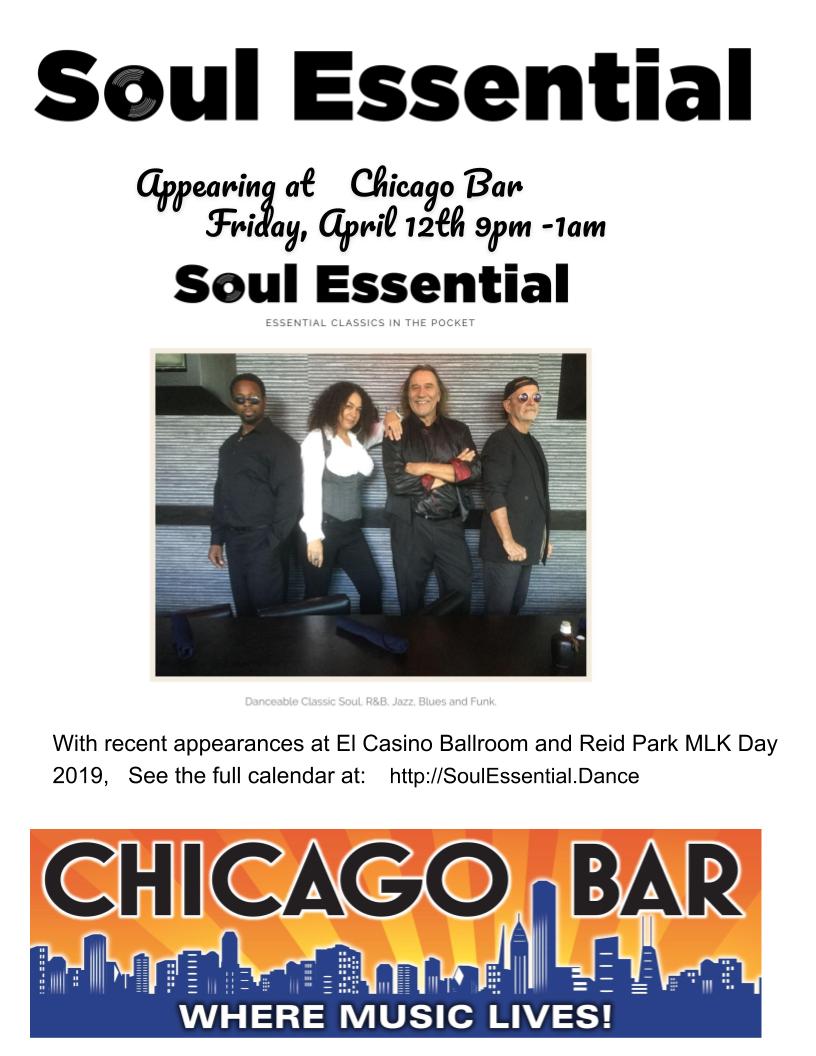 Soul Essential
Appearing at Chicago Bar
Friday, April 12th 9pm -1am
Soul Essential
ESSENTIAL CLASSICS IN THE POCKET
Danceable Classic Soul, R&B, Jazz, Blues and Funk.
With recent appearances at El Casino Ballroom and Reid Park MLK Day
2019, See the full calendar at: http://SoulEssential.Dance
CHICAGO BAR
WHERE MUSIC LIVES!